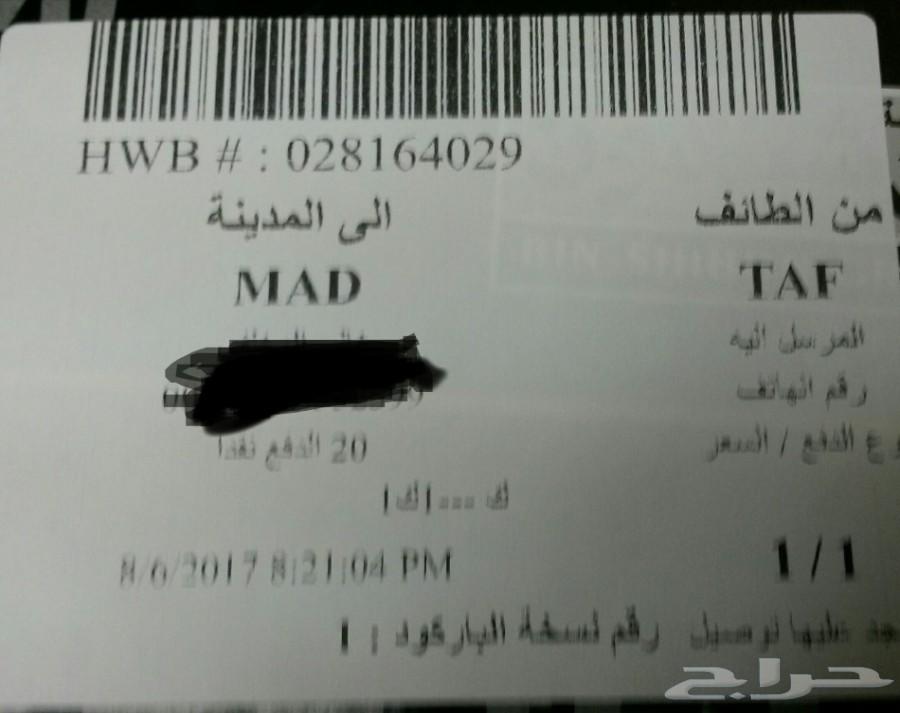 HWB # : 028164029
من الطائف الى المدينة
TAF MAD
المرسل اليه
رقم الهاتف
ع الدفع / السعر 20 الدفع نقدا
1 / 1 8/6/2017 8:21:04 PM
رقم نسخة الباركود : 1
حراج